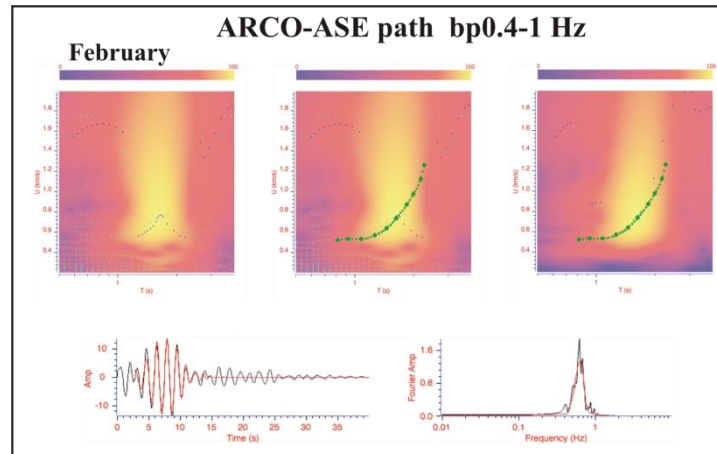 ARCO-ASE path bp0.4-1 Hz
February
0 100 0 100 0 100
1.8 1.8 1.8
1.6 1.6 1.6
1.4 1.4 1.4
1.2 1.2 1.2
1.0 1.0 1.0
0.8 0.8 0.8
0.6 0.6 0.6
0.4 0.4 0.4
U (km/s) U (km/s) U (km/s)
1 1 1
T (s) T (s) T (s)
10
0
-10
Amp
0 5 10 15 20 25 30 35
Time (s)
1.6
0.8
0.0
Fourier Amp
0.01 0.1 1
Frequency (Hz)